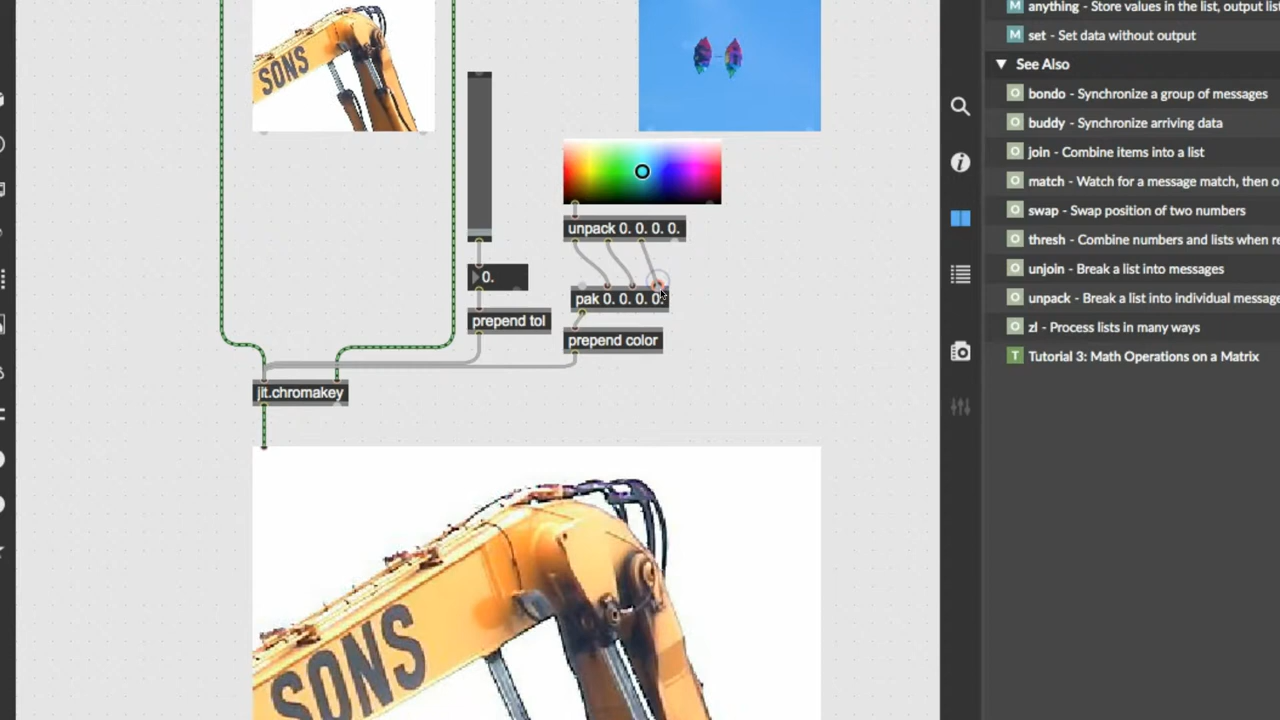 SONS
unpack 0. 0. 0. 0.
0.
pak 0. 0. 0. 0.
prepend tol
prepend color
jit.chromakey
SONS
M anything - Store values in the list, output lis
M set - Set data without output
▼ See Also
O bondo - Synchronize a group of messages
O buddy - Synchronize arriving data
O join - Combine items into a list
O match - Watch for a message match, then o
O swap - Swap position of two numbers
O thresh - Combine numbers and lists when re
O unjoin - Break a list into messages
O unpack - Break a list into individual message
O zl - Process lists in many ways
T Tutorial 3: Math Operations on a Matrix